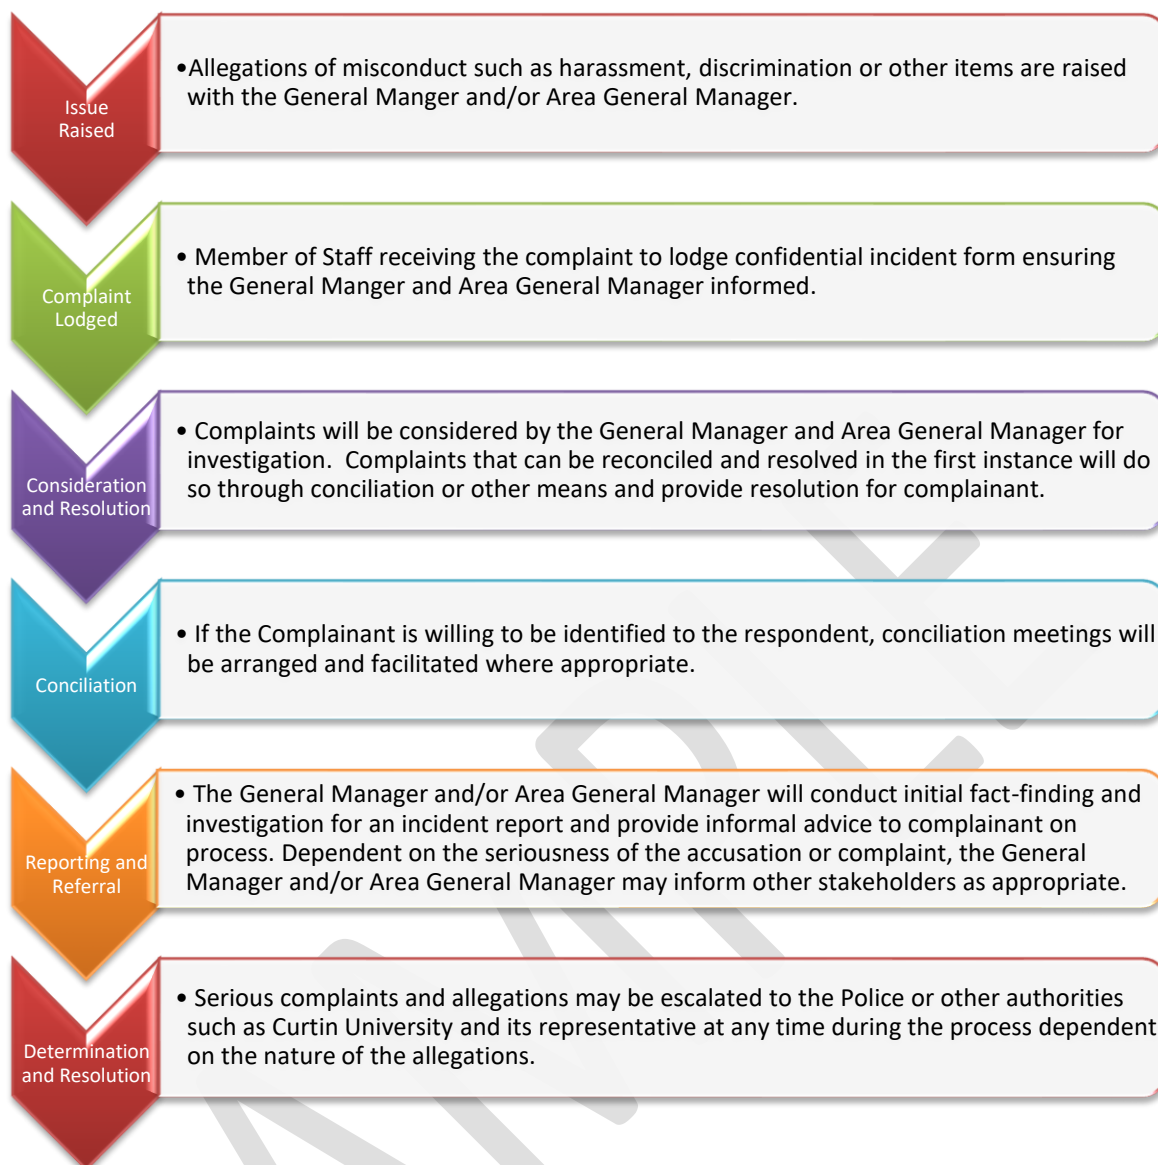 Issue
Raised
•Allegations of misconduct such as harassment, discrimination or other items are raised
with the General Manger and/or Area General Manager.
Complaint
Lodged
• Member of Staff receiving the complaint to lodge confidential incident form ensuring
the General Manger and Area General Manager informed.
Consideration
and Resolution
• Complaints will be considered by the General Manager and Area General Manager for
investigation.  Complaints that can be reconciled and resolved in the first instance will do
so through conciliation or other means and provide resolution for complainant.
Conciliation
• If the Complainant is willing to be identified to the respondent, conciliation meetings will
be arranged and facilitated where appropriate.
Reporting and
Referral
• The General Manager and/or Area General Manager will conduct initial fact-finding and
investigation for an incident report and provide informal advice to complainant on
process. Dependent on the seriousness of the accusation or complaint, the General
Manager and/or Area General Manager may inform other stakeholders as appropriate.
Determination
and Resolution
• Serious complaints and allegations may be escalated to the Police or other authorities
such as Curtin University and its representative at any time during the process dependent
on the nature of the allegations.